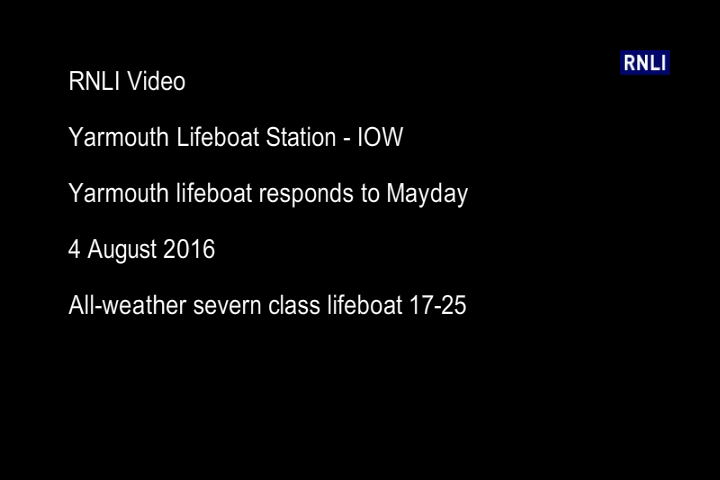 RNLI
RNLI Video
Yarmouth Lifeboat Station - IOW
Yarmouth lifeboat responds to Mayday
4 August 2016
All-weather severn class lifeboat 17-25